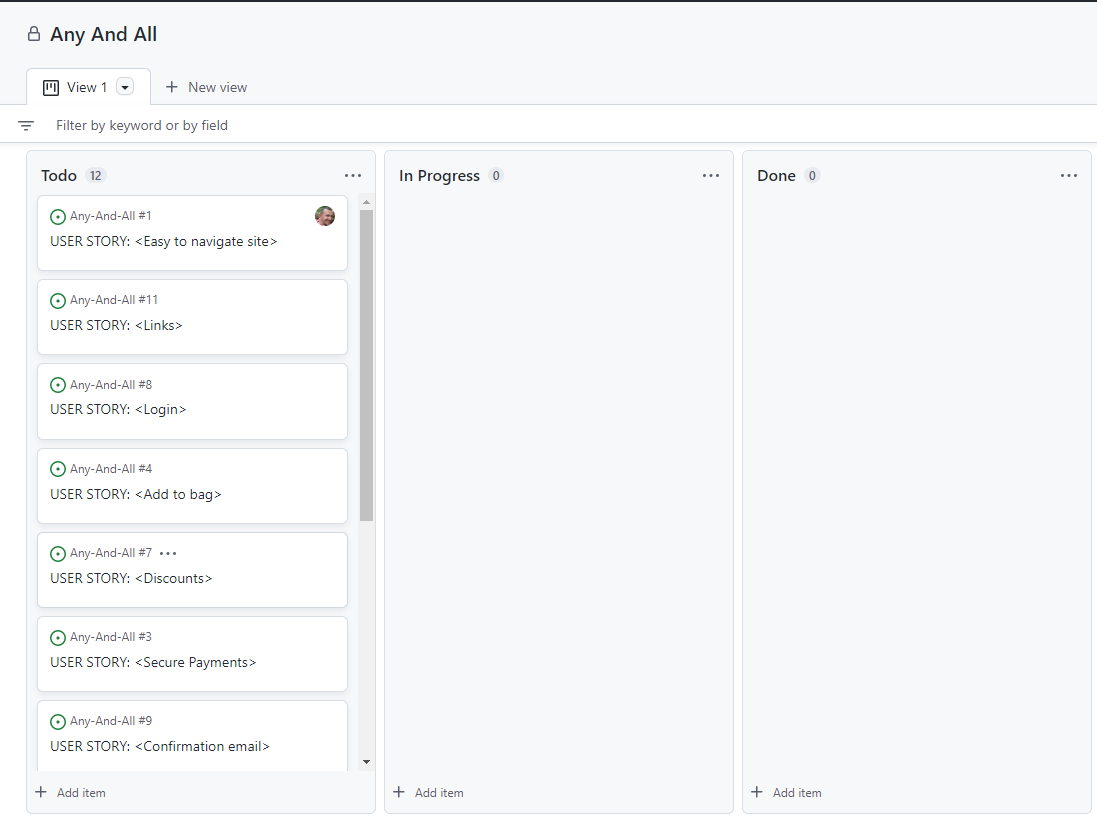 Any And All
View 1
New view
Filter by keyword or by field
Todo 12
Any-And-All #1
USER STORY: <Easy to navigate site>
Any-And-All #11
USER STORY: <Links>
Any-And-All #8
USER STORY: <Login>
Any-And-All #4
USER STORY: <Add to bag>
Any-And-All #7
USER STORY: <Discounts>
Any-And-All #3
USER STORY: <Secure Payments>
Any-And-All #9
USER STORY: <Confirmation email>
Add item
In Progress 0
Add item
Done 0
Add item